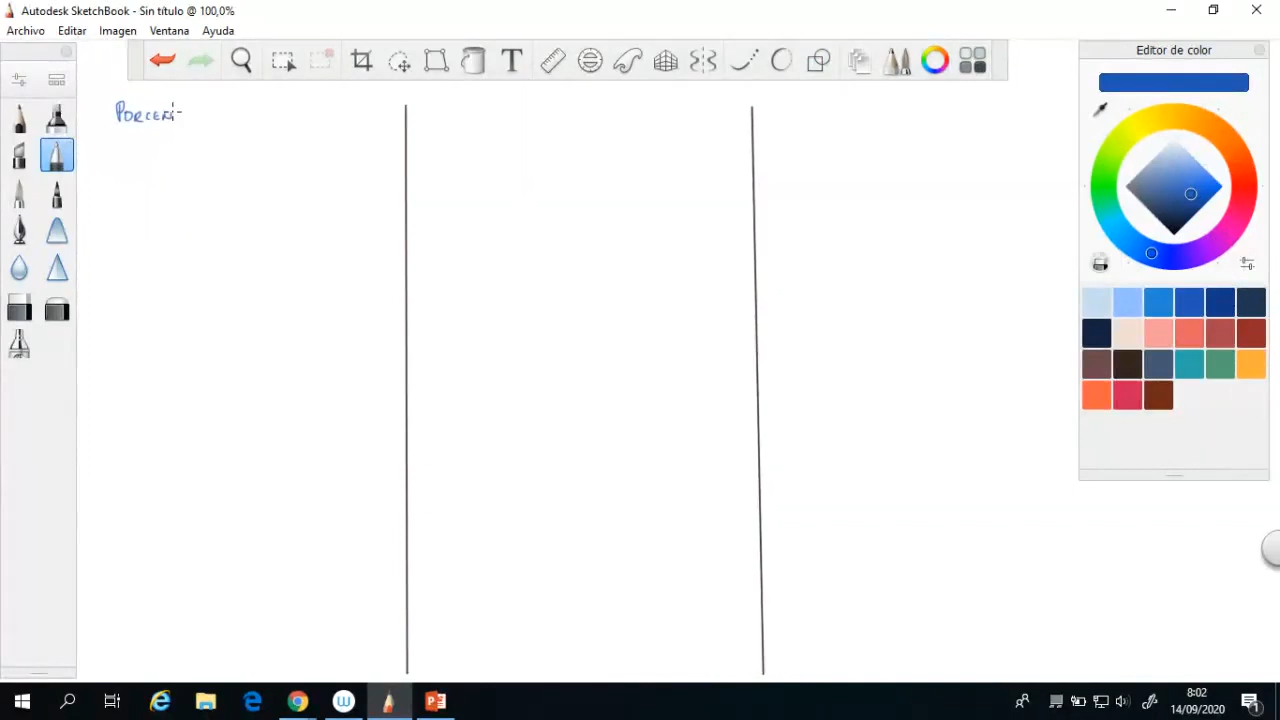 Autodesk SketchBook - Sin título @ 100,0%
Archivo Editar Imagen Ventana Ayuda
T
Editor de color
PORCEN
8:02
14/09/2020